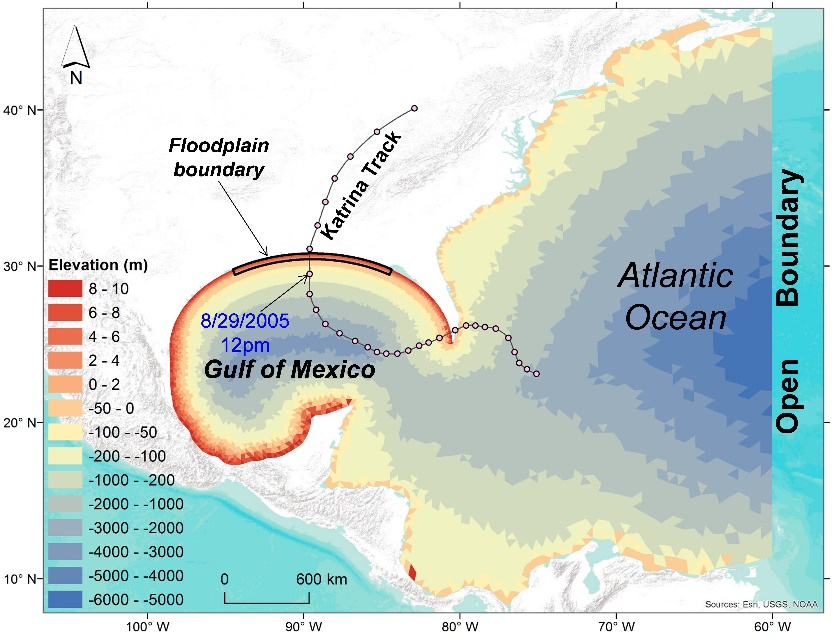 N
40° N
30° N
20° N
10° N
Floodplain
boundary
Katrina Track
Elevation (m)
8 - 10
6 - 8
4 - 6
2 - 4
0 - 2
-50 - 0
-100 - -50
-200 - -100
-1000 - -200
-2000 - -1000
-3000 - -2000
-4000 - -3000
-5000 - -4000
-6000 - -5000
8/29/2005
12pm
Gulf of Mexico
Atlantic
Ocean
Open Boundary
0 600 km
Sources: Esri, USGS, NOAA
100° W 90° W 80° W 70° W 60° W